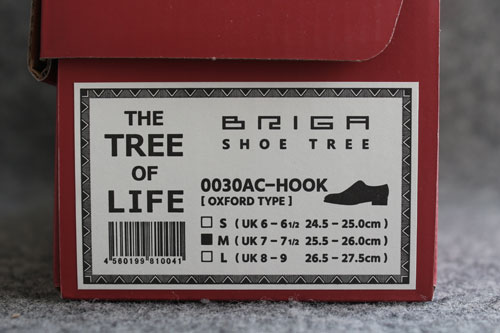 THE
TREE
OF
LIFE
4 560199 810041
BRIGA
SHOE TREE
0030AC-HOOK
[ OXFORD TYPE ]
S ( UK 6 - 6 1/2 24.5 - 25.0cm )
M ( UK 7 - 7 1/2 25.5 - 26.0cm )
L ( UK 8 - 9 26.5 - 27.5cm )